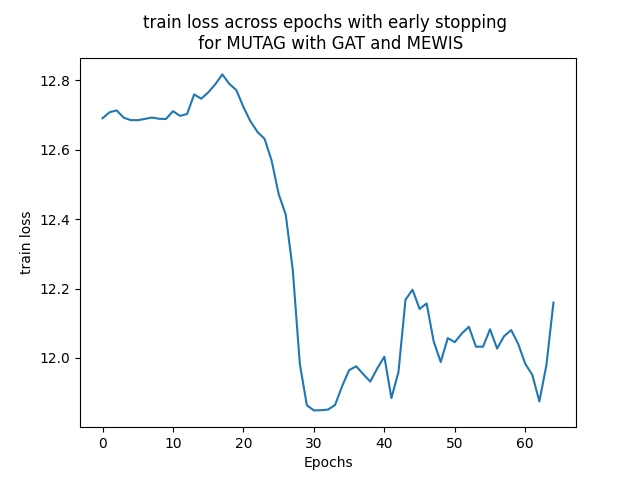 train loss across epochs with early stopping
for MUTAG with GAT and MEWIS
12.8
12.6
12.4
12.2
12.0
train loss
0 10 20 30 40 50 60
Epochs